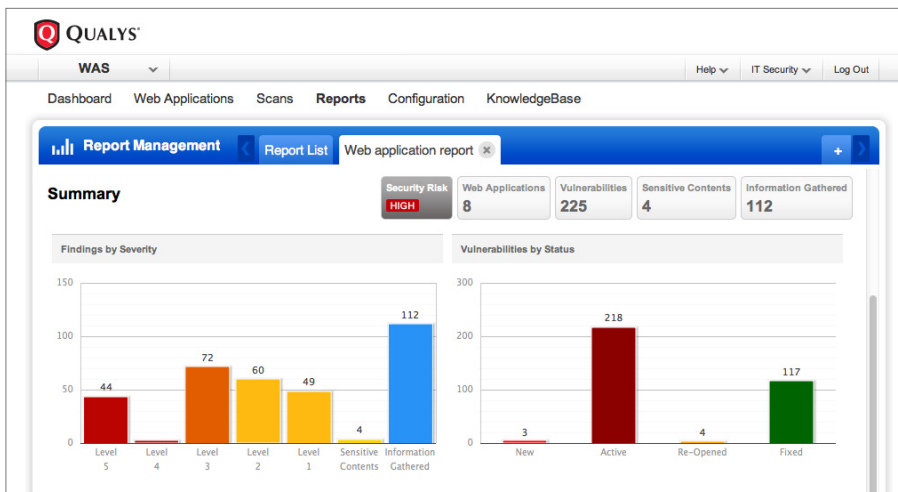 QUALYS®
WAS
Help
IT Security
Log Out
Dashboard
Web Applications
Scans
Reports
Configuration
KnowledgeBase
Report Management
Report List
Web application report
+
Summary
Security Risk
HIGH
Web Applications
8
Vulnerabilities
225
Sensitive Contents
4
Information Gathered
112
Findings by Severity
150
100
50
0
44
72
60
49
4
112
Level 5
Level 4
Level 3
Level 2
Level 1
Sensitive Contents
Information Gathered
Vulnerabilities by Status
300
200
100
0
3
218
4
117
New
Active
Re-Opened
Fixed